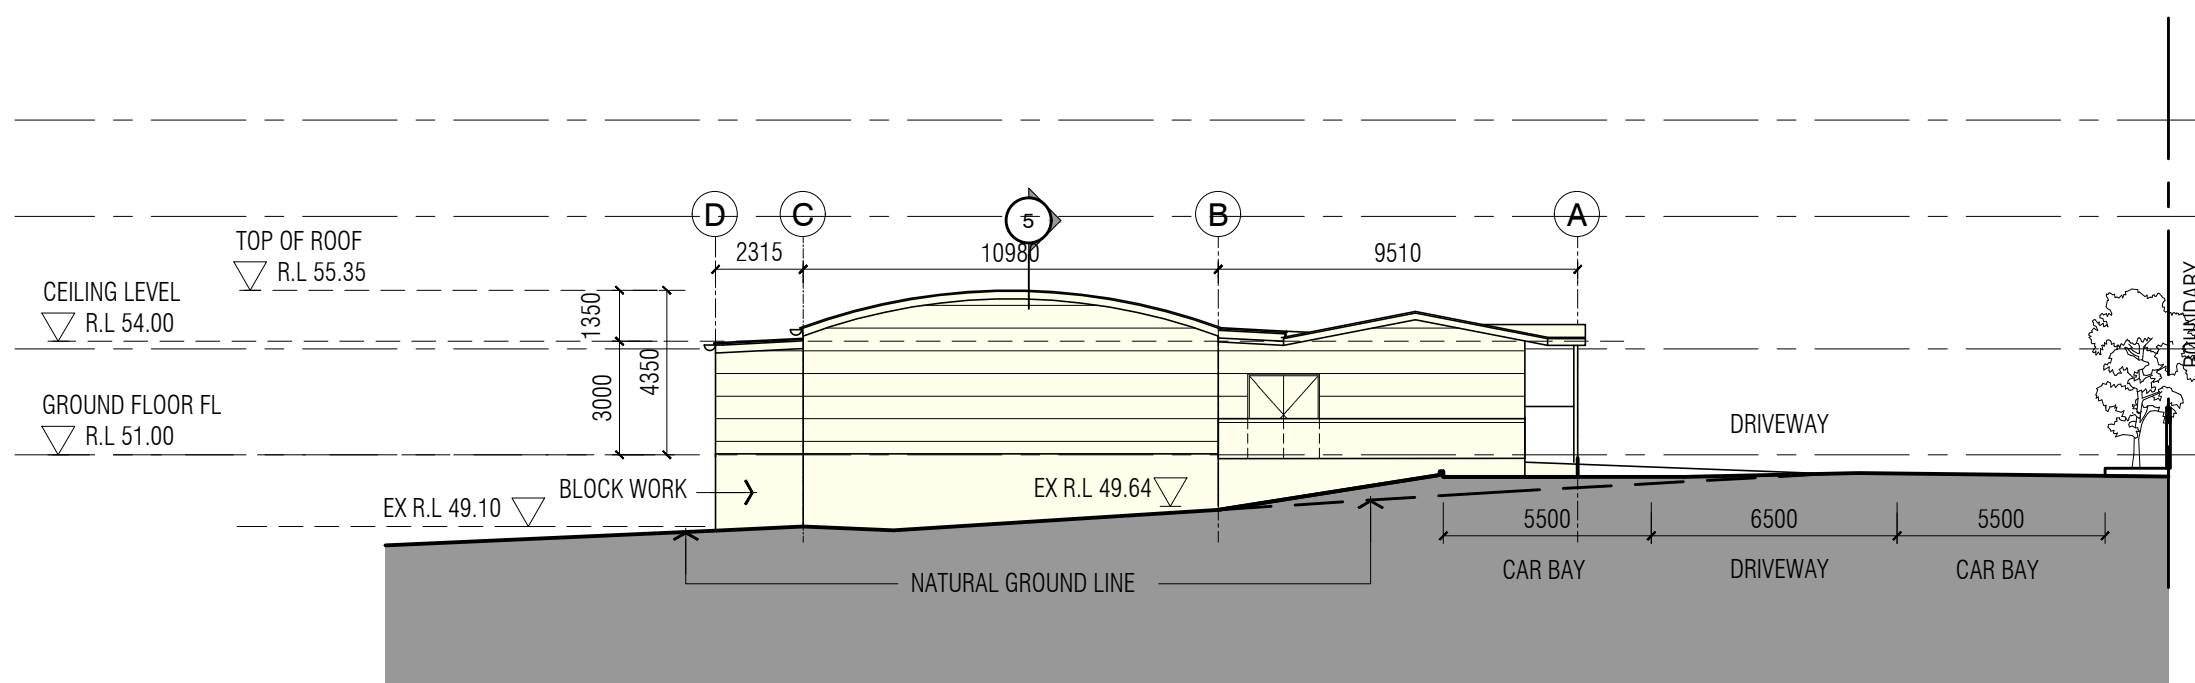 D
C
5
B
A
2315
10980
9510
TOP OF ROOF
R.L 55.35
CEILING LEVEL
R.L 54.00
1350
3000
4350
GROUND FLOOR FL
R.L 51.00
BOUNDARY
DRIVEWAY
BLOCK WORK
EX R.L 49.64
EX R.L 49.10
5500
6500
5500
CAR BAY
DRIVEWAY
CAR BAY
NATURAL GROUND LINE